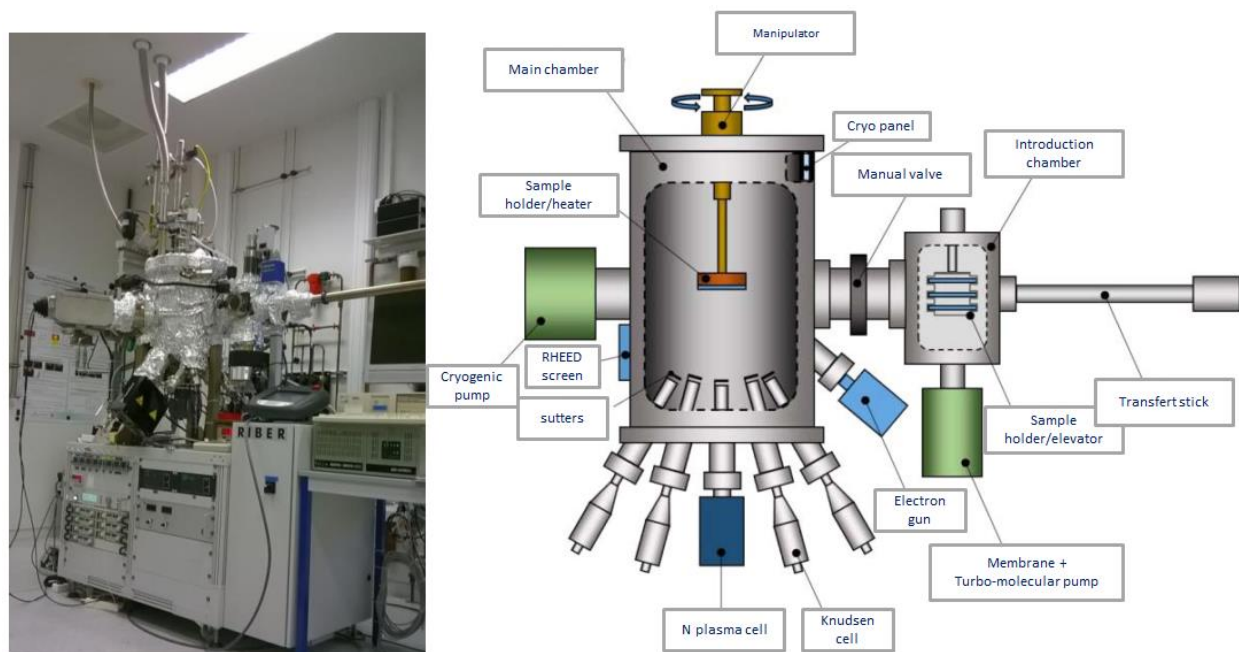 Manipulator
Main chamber
Cryo panel
Introduction
chamber
Manual valve
Sample
holder/heater
RHEED
screen
Cryogenic
pump
sutters
Sample
holder/elevator
Transfert stick
Electron
gun
Membrane +
Turbo-molecular pump
N plasma cell
Knudsen
cell
RIBER